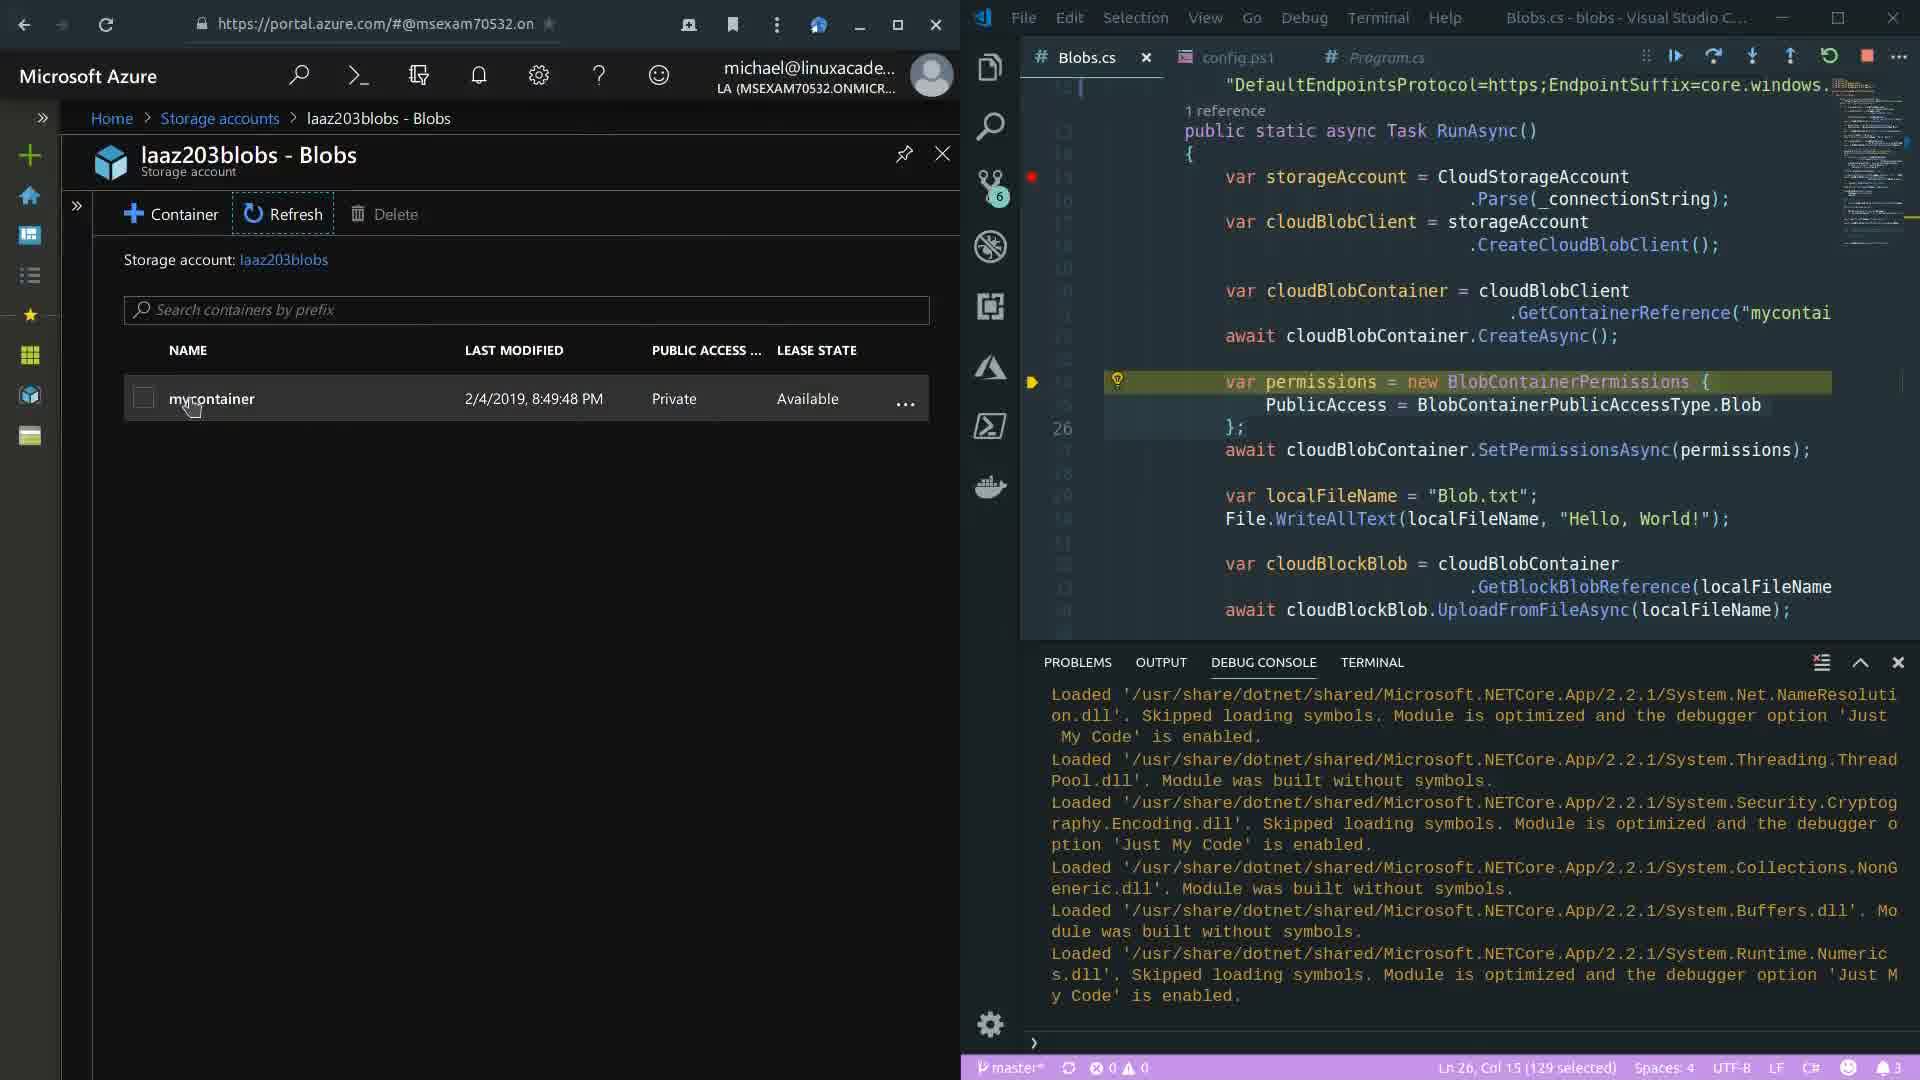 https://portal.azure.com/#@msexam70532.on
Microsoft Azure
michael@linuxacade...
LA (MSEXAM70532.ONMICR...
Home > Storage accounts > laaz203blobs - Blobs
laaz203blobs - Blobs
Storage account
Container
Refresh
Delete
Storage account: laaz203blobs
Search containers by prefix
NAME LAST MODIFIED PUBLIC ACCESS ... LEASE STATE
mycontainer 2/4/2019, 8:49:48 PM Private Available ...
File Edit Selection View Go Debug Terminal Help Blobs.cs - blobs - Visual Studio C...
# Blobs.cs config.ps1 # Program.cs
6
"DefaultEndpointsProtocol=https;EndpointSuffix=core.windows.
1 reference
public static async Task RunAsync()
{
var storageAccount = CloudStorageAccount
.Parse(_connectionString);
var cloudBlobClient = storageAccount
.CreateCloudBlobClient();
var cloudBlobContainer = cloudBlobClient
.GetContainerReference("mycontai
await cloudBlobContainer.CreateAsync();
var permissions = new BlobContainerPermissions {
PublicAccess = BlobContainerPublicAccessType.Blob
26 };
await cloudBlobContainer.SetPermissionsAsync(permissions);
var localFileName = "Blob.txt";
File.WriteAllText(localFileName, "Hello, World!");
var cloudBlockBlob = cloudBlobContainer
.GetBlockBlobReference(localFileName
await cloudBlockBlob.UploadFromFileAsync(localFileName);
PROBLEMS OUTPUT DEBUG CONSOLE TERMINAL
Loaded '/usr/share/dotnet/shared/Microsoft.NETCore.App/2.2.1/System.Net.NameResoluti
on.dll'. Skipped loading symbols. Module is optimized and the debugger option 'Just
My Code' is enabled.
Loaded '/usr/share/dotnet/shared/Microsoft.NETCore.App/2.2.1/System.Threading.Thread
Pool.dll'. Module was built without symbols.
Loaded '/usr/share/dotnet/shared/Microsoft.NETCore.App/2.2.1/System.Security.Cryptog
raphy.Encoding.dll'. Skipped loading symbols. Module is optimized and the debugger o
ption 'Just My Code' is enabled.
Loaded '/usr/share/dotnet/shared/Microsoft.NETCore.App/2.2.1/System.Collections.NonG
eneric.dll'. Module was built without symbols.
Loaded '/usr/share/dotnet/shared/Microsoft.NETCore.App/2.2.1/System.Buffers.dll'. Mo
dule was built without symbols.
Loaded '/usr/share/dotnet/shared/Microsoft.NETCore.App/2.2.1/System.Runtime.Numeric
s.dll'. Skipped loading symbols. Module is optimized and the debugger option 'Just M
y Code' is enabled.
master* 0 0 Ln 26, Col 15 (129 selected) Spaces: 4 UTF-8 LF C# 3